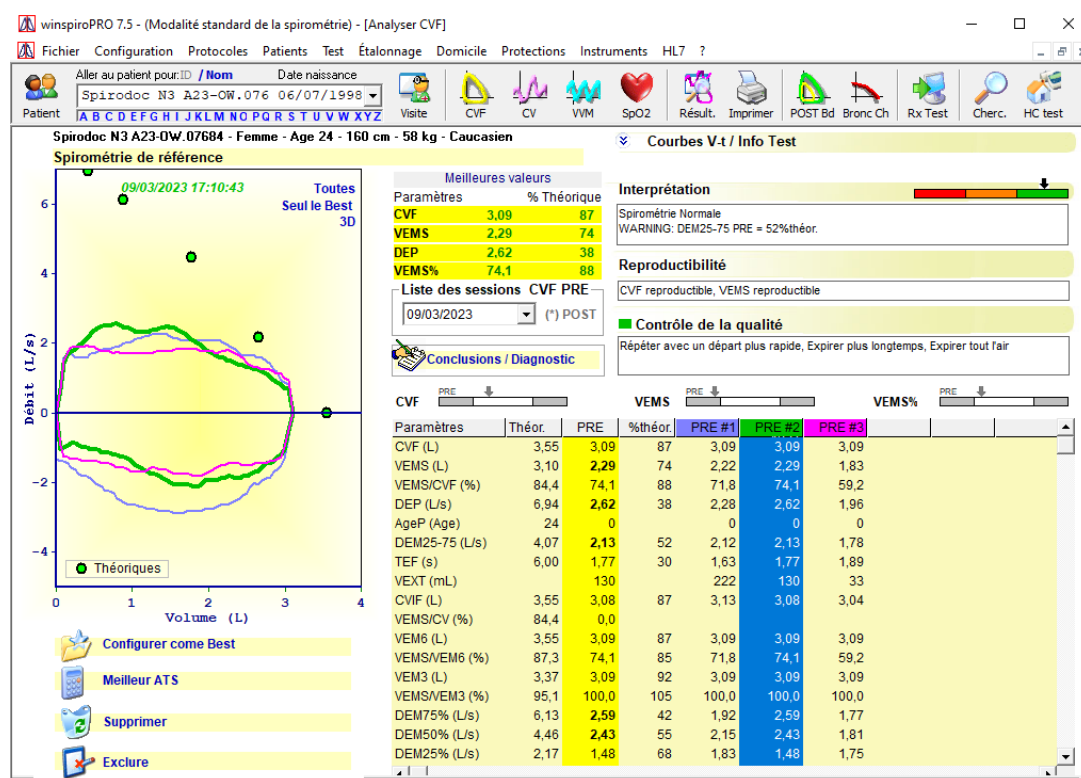 winspiroPRO 7.5 - (Modalité standard de la spirométrie) - [Analyser CVF]
Fichier Configuration Protocoles Patients Test Étalonnage Domicile Protections Instruments HL7 ?
Aller au patient pour: ID / Nom Date naissance
Spirodoc N3 A23-OW.076 06/07/1998
A B C D E F G H I J K L M N O P Q R S T U V W X Y Z
Patient Visite CVF CV VVM SpO2 Résult. Imprimer POST Bd Bronc Ch Rx Test Cherc. HC test
Spirodoc N3 A23-OW.07684 - Femme - Age 24 - 160 cm - 58 kg - Caucasien
Spirométrie de référence
09/03/2023 17:10:43
Toutes
Seul le Best
3D
6
4
2
0
-2
-4
Débit (L/s)
Théoriques
0 1 2 3 4
Volume (L)
Configurer come Best
Meilleur ATS
Supprimer
Exclure
Meilleures valeurs
Paramètres % Théorique
CVF 3,09 87
VEMS 2,29 74
DEP 2,62 38
VEMS% 74,1 88
Liste des sessions CVF PRE
09/03/2023 (*) POST
Conclusions / Diagnostic
Courbes V-t / Info Test
Interprétation
Spirométrie Normale
WARNING: DEM25-75 PRE = 52%théor.
Reproductibilité
CVF reproductible, VEMS reproductible
Contrôle de la qualité
Répéter avec un départ plus rapide, Expirer plus longtemps, Expirer tout l'air
CVF PRE VEMS PRE VEMS% PRE
Paramètres Théor. PRE %théor. PRE #1 PRE #2 PRE #3
CVF (L) 3,55 3,09 87 3,09 3,09 3,09
VEMS (L) 3,10 2,29 74 2,22 2,29 1,83
VEMS/CVF (%) 84,4 74,1 88 71,8 74,1 59,2
DEP (L/s) 6,94 2,62 38 2,28 2,62 1,96
AgeP (Age) 24 0 0 0 0
DEM25-75 (L/s) 4,07 2,13 52 2,12 2,13 1,78
TEF (s) 6,00 1,77 30 1,63 1,77 1,89
VEXT (mL) 130 222 130 33
CVIF (L) 3,55 3,08 87 3,13 3,08 3,04
VEMS/CV (%) 84,4 0,0
VEM6 (L) 3,55 3,09 87 3,09 3,09 3,09
VEMS/VEM6 (%) 87,3 74,1 85 71,8 74,1 59,2
VEM3 (L) 3,37 3,09 92 3,09 3,09 3,09
VEMS/VEM3 (%) 95,1 100,0 105 100,0 100,0 100,0
DEM75% (L/s) 6,13 2,59 42 1,92 2,59 1,77
DEM50% (L/s) 4,46 2,43 55 2,15 2,43 1,81
DEM25% (L/s) 2,17 1,48 68 1,83 1,48 1,75